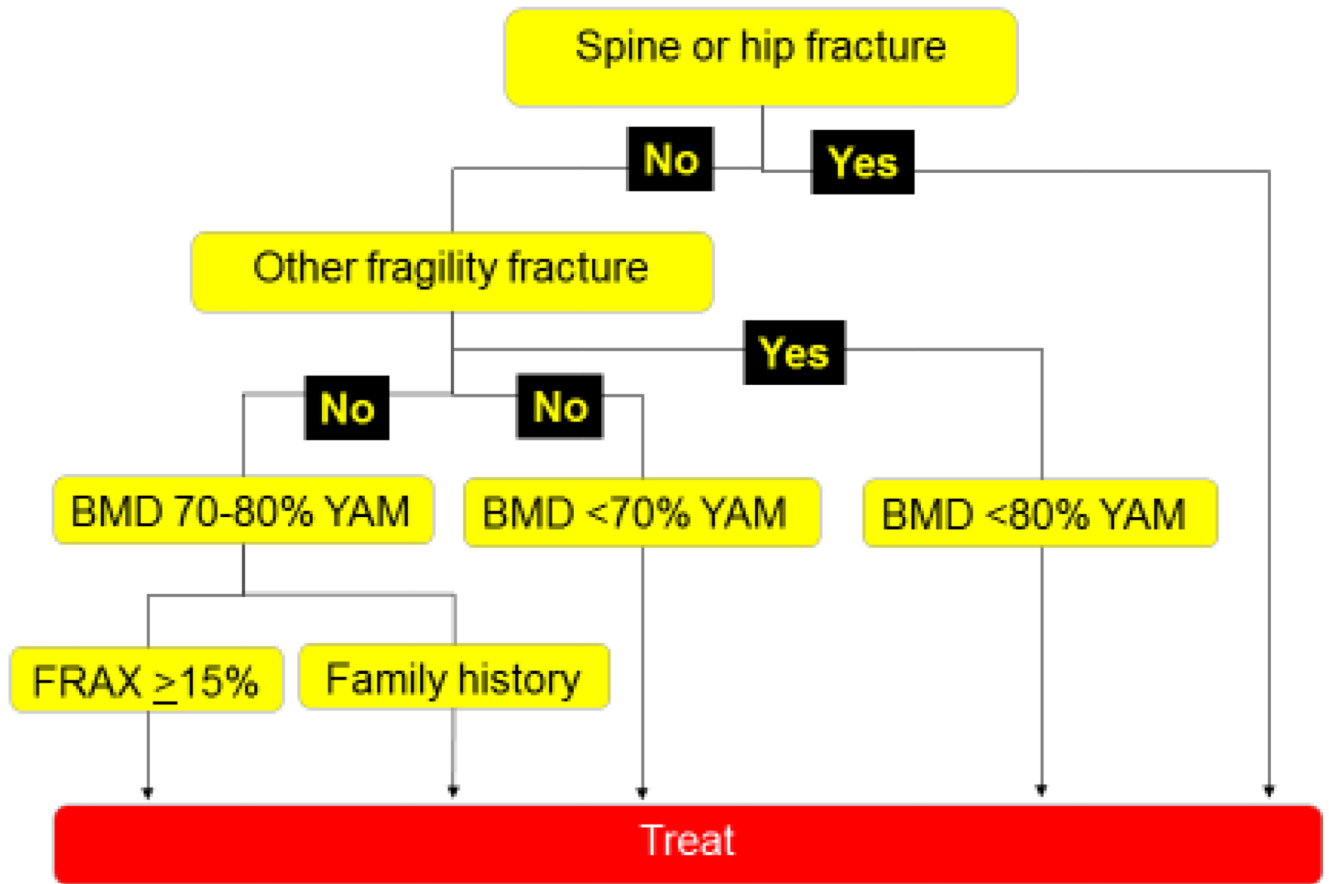 Spine or hip fracture
No
Yes
Other fragility fracture
Yes
No
No
BMD 70-80% YAM
BMD <70% YAM
BMD <80% YAM
FRAX ≥15%
Family history
Treat